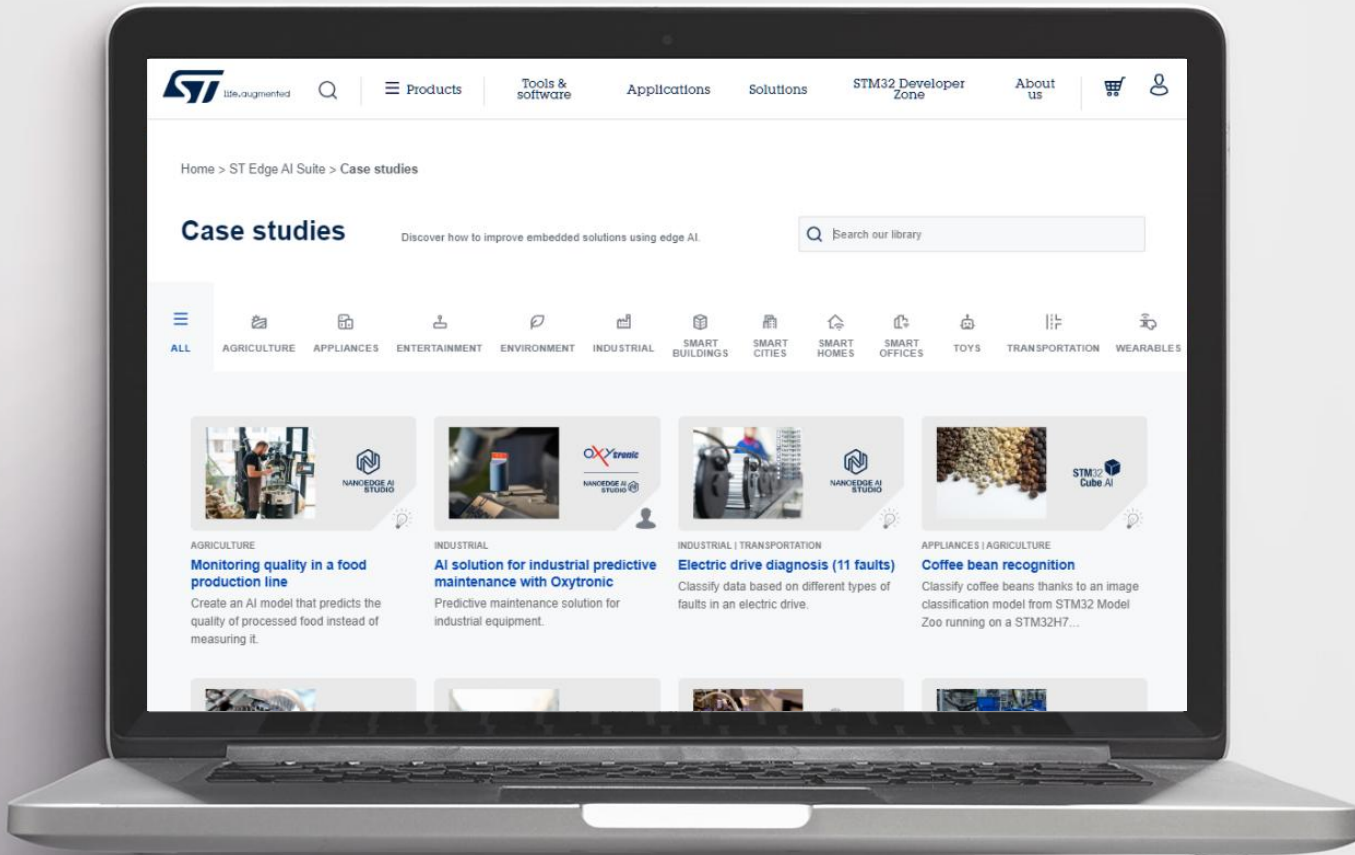 ST life.augmented
Products
Tools &
software
Applications
Solutions
STM32 Developer
Zone
About
us
Home > ST Edge AI Suite > Case studies
Case studies
Discover how to improve embedded solutions using edge AI.
Search our library
ALL
AGRICULTURE
APPLIANCES
ENTERTAINMENT
ENVIRONMENT
INDUSTRIAL
SMART
BUILDINGS
SMART
CITIES
SMART
HOMES
SMART
OFFICES
TOYS
TRANSPORTATION
WEARABLES
NANOEDGE AI
STUDIO
AGRICULTURE
Monitoring quality in a food
production line
Create an AI model that predicts the
quality of processed food instead of
measuring it.
OXYtronic
NANOEDGE AI
STUDIO
INDUSTRIAL
AI solution for industrial predictive
maintenance with Oxytronic
Predictive maintenance solution for
industrial equipment.
NANOEDGE AI
STUDIO
INDUSTRIAL | TRANSPORTATION
Electric drive diagnosis (11 faults)
Classify data based on different types of
faults in an electric drive.
STM32
Cube.AI
APPLIANCES | AGRICULTURE
Coffee bean recognition
Classify coffee beans thanks to an image
classification model from STM32 Model
Zoo running on a STM32H7...